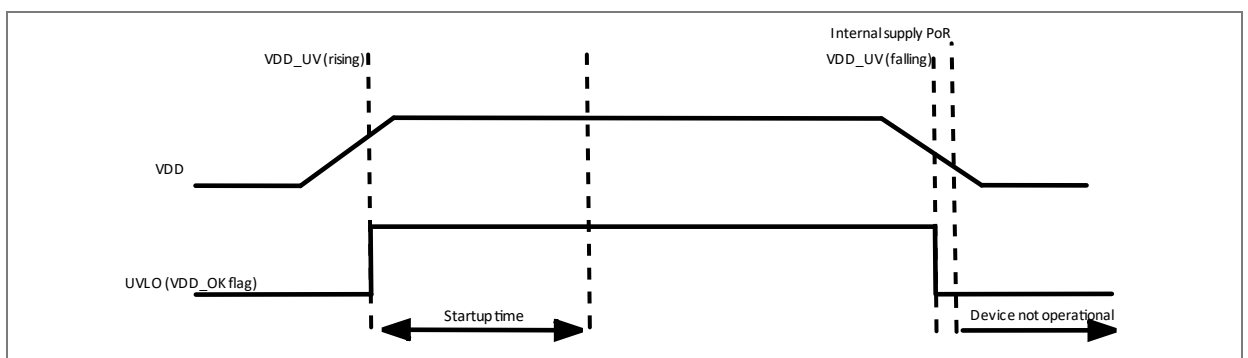 Internal supply PoR
VDD_UV (rising)
VDD_UV (falling)
VDD
UVLO (VDD_OK flag)
Startup time
Device not operational